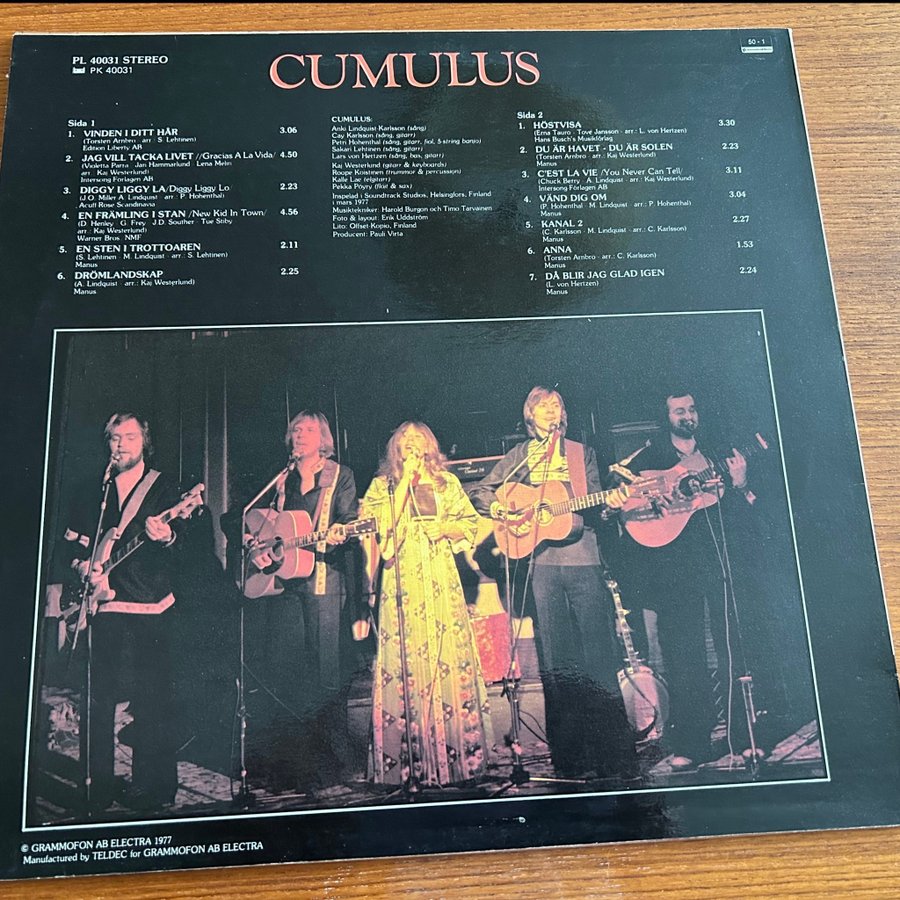 PL 40031 STEREO
PK 40031
CUMULUS
50 - 1
Sida 1
1. VINDEN I DITT HÅR 3.06
(Torsten Arnbro · arr.: S. Lehtinen)
Edition Liberty AB
2. JAG VILL TACKA LIVET //Gracias A La Vida/ 4.50
(Violetta Parra · Jan Hammarlund · Lena Melin
arr.: Kaj Westerlund)
Intersong Förlagen AB
3. DIGGY LIGGY LA /Diggy Liggy Lo 2.23
(J.O. Miller A. Lindquist · arr.: P. Hohenthal)
Acuff Rose Scandinavia
4. EN FRÄMLING I STAN /New Kid In Town/ 4.56
(D. Henley · G. Frey · J.D. Souther · Tue Stiby
arr.: Kaj Westerlund)
Warner Bros. NMF
5. EN STEN I TROTTOAREN 2.11
(S. Lehtinen · M. Lindquist · arr.: S. Lehtinen)
Manus
6. DRÖMLANDSKAP 2.25
(A. Lindquist · arr.: Kaj Westerlund)
Manus
CUMULUS:
Anki Lindquist Karlsson (sång)
Cay Karlsson (sång, gitarr)
Petri Hohenthal (sång, gitarr, fiol, 5-string banjo)
Sakari Lehtinen (sång, gitarr)
Lars von Hertzen (sång, bas, gitarr)
Kaj Westerlund (gitarr & keyboards)
Roupe Koistinen (trummor & percussion)
Kalle Lae (elgitarr)
Pekka Pöyry (flöjt & sax)
Inspelad i Soundtrack Studios, Helsingfors, Finland
i mars 1977
Musiktekniker: Harold Burgon och Timo Tarvainen
Foto & layout: Erik Uddström
Lito: Offset Kopio, Finland
Producent: Pauli Virta
Sida 2
1. HÖSTVISA 3.30
(Erna Tauro · Tove Jansson · arr.: L. von Hertzen)
Hans Busch's Musikförlag
2. DU ÄR HAVET - DU ÄR SOLEN 2.23
(Torsten Arnbro · arr.: Kaj Westerlund)
Manus
3. C'EST LA VIE /You Never Can Tell/ 3.11
(Chuck Berry · A. Lindquist · arr.: Kaj Westerlund)
Intersong Förlagen AB
4. VÄND DIG OM 3.04
(P. Hohenthal · M. Lindquist · arr.: P. Hohenthal)
Manus
5. KANAL 2 2.27
(C. Karlsson · M. Lindquist · arr.: C. Karlsson)
Manus
6. ANNA 1.53
(Torsten Arnbro · arr.: C. Karlsson)
Manus
7. DÅ BLIR JAG GLAD IGEN 2.24
(L. von Hertzen)
Manus
© GRAMMOFON AB ELECTRA 1977
Manufactured by TELDEC for GRAMMOFON AB ELECTRA